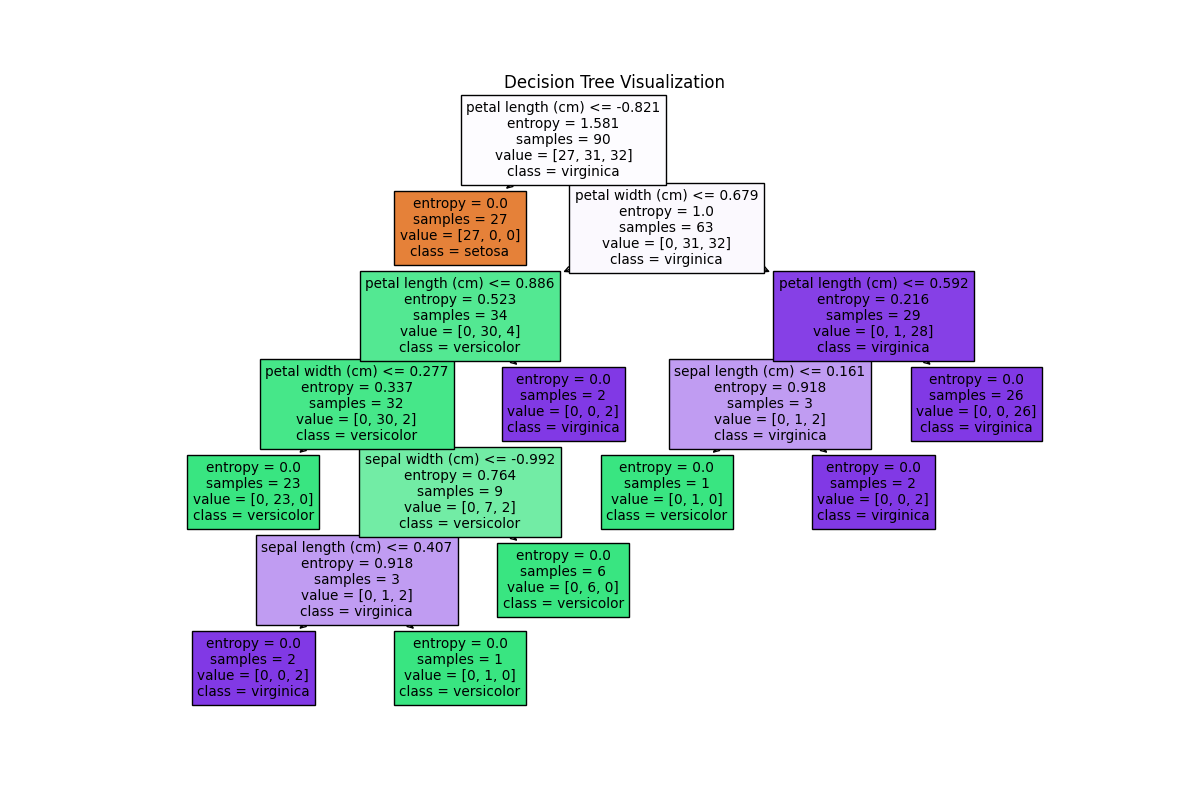 Decision Tree Visualization
petal length (cm) <= -0.821
entropy = 1.581
samples = 90
value = [27, 31, 32]
class = virginica
entropy = 0.0
samples = 27
value = [27, 0, 0]
class = setosa
petal width (cm) <= 0.679
entropy = 1.0
samples = 63
value = [0, 31, 32]
class = virginica
petal length (cm) <= 0.886
entropy = 0.523
samples = 34
value = [0, 30, 4]
class = versicolor
petal length (cm) <= 0.592
entropy = 0.216
samples = 29
value = [0, 1, 28]
class = virginica
petal width (cm) <= 0.277
entropy = 0.337
samples = 32
value = [0, 30, 2]
class = versicolor
entropy = 0.0
samples = 2
value = [0, 0, 2]
class = virginica
sepal length (cm) <= 0.161
entropy = 0.918
samples = 3
value = [0, 1, 2]
class = virginica
entropy = 0.0
samples = 26
value = [0, 0, 26]
class = virginica
entropy = 0.0
samples = 23
value = [0, 23, 0]
class = versicolor
sepal width (cm) <= -0.992
entropy = 0.764
samples = 9
value = [0, 7, 2]
class = versicolor
entropy = 0.0
samples = 1
value = [0, 1, 0]
class = versicolor
entropy = 0.0
samples = 2
value = [0, 0, 2]
class = virginica
sepal length (cm) <= 0.407
entropy = 0.918
samples = 3
value = [0, 1, 2]
class = virginica
entropy = 0.0
samples = 6
value = [0, 6, 0]
class = versicolor
entropy = 0.0
samples = 2
value = [0, 0, 2]
class = virginica
entropy = 0.0
samples = 1
value = [0, 1, 0]
class = versicolor